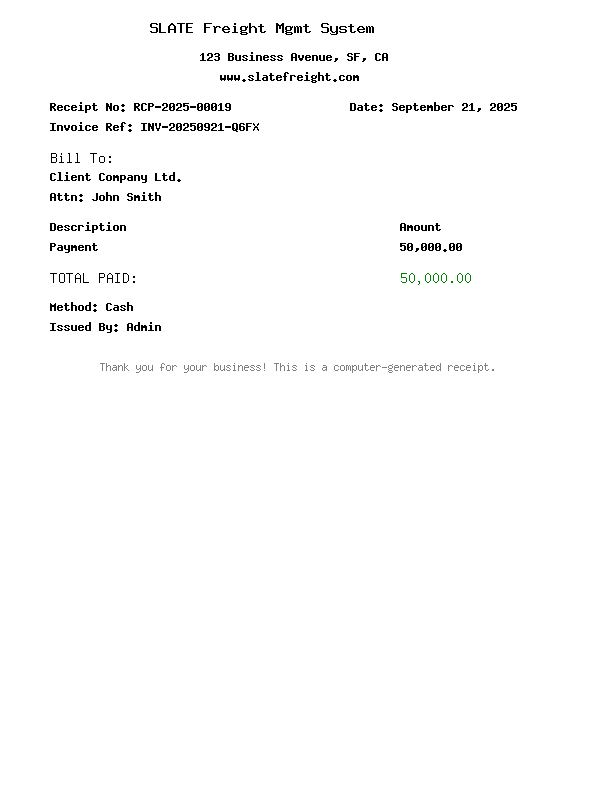 SLATE Freight Mgmt System
123 Business Avenue, SF, CA
www.slatefreight.com
Receipt No: RCP-2025-00019 Date: September 21, 2025
Invoice Ref: INV-20250921-Q6FX
Bill To:
Client Company Ltd.
Attn: John Smith
Description Amount
Payment 50,000.00
TOTAL PAID: 50,000.00
Method: Cash
Issued By: Admin
Thank you for your business! This is a computer-generated receipt.